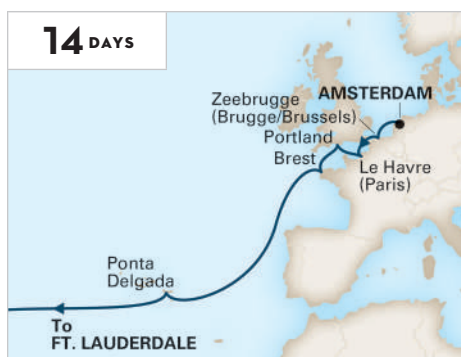 14 DAYS
AMSTERDAM
Zeebrugge
(Brugge/Brussels)
Portland
Brest
Le Havre
(Paris)
Ponta
Delgada
To
FT. LAUDERDALE